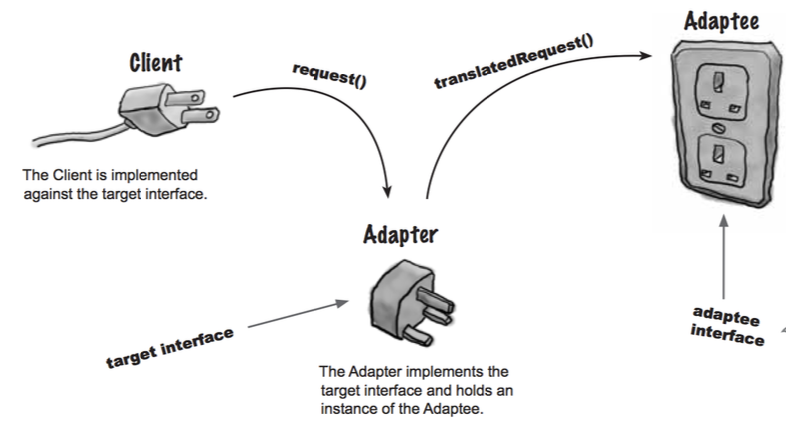 Adaptee
Client
request()
translatedRequest()
The Client is implemented
against the target interface.
Adapter
target interface
adaptee
interface
The Adapter implements the
target interface and holds an
instance of the Adaptee.